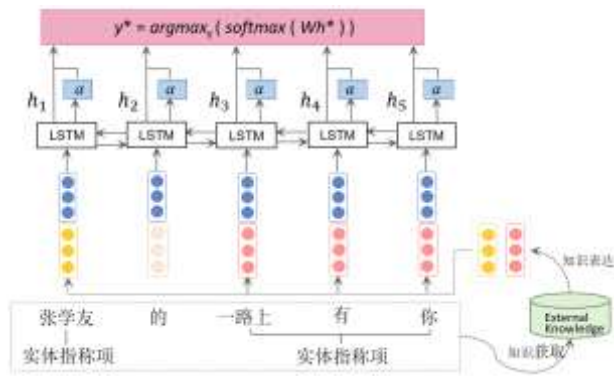 y* = argmaxₓ ( softmax ( Wh* ) )
h₁ a h₂ a h₃ a h₄ a h₅ a
LSTM LSTM LSTM LSTM LSTM
知识表达
张学友 的 一路上 有 你
External
Knowledge
实体指称项 实体指称项
知识获取